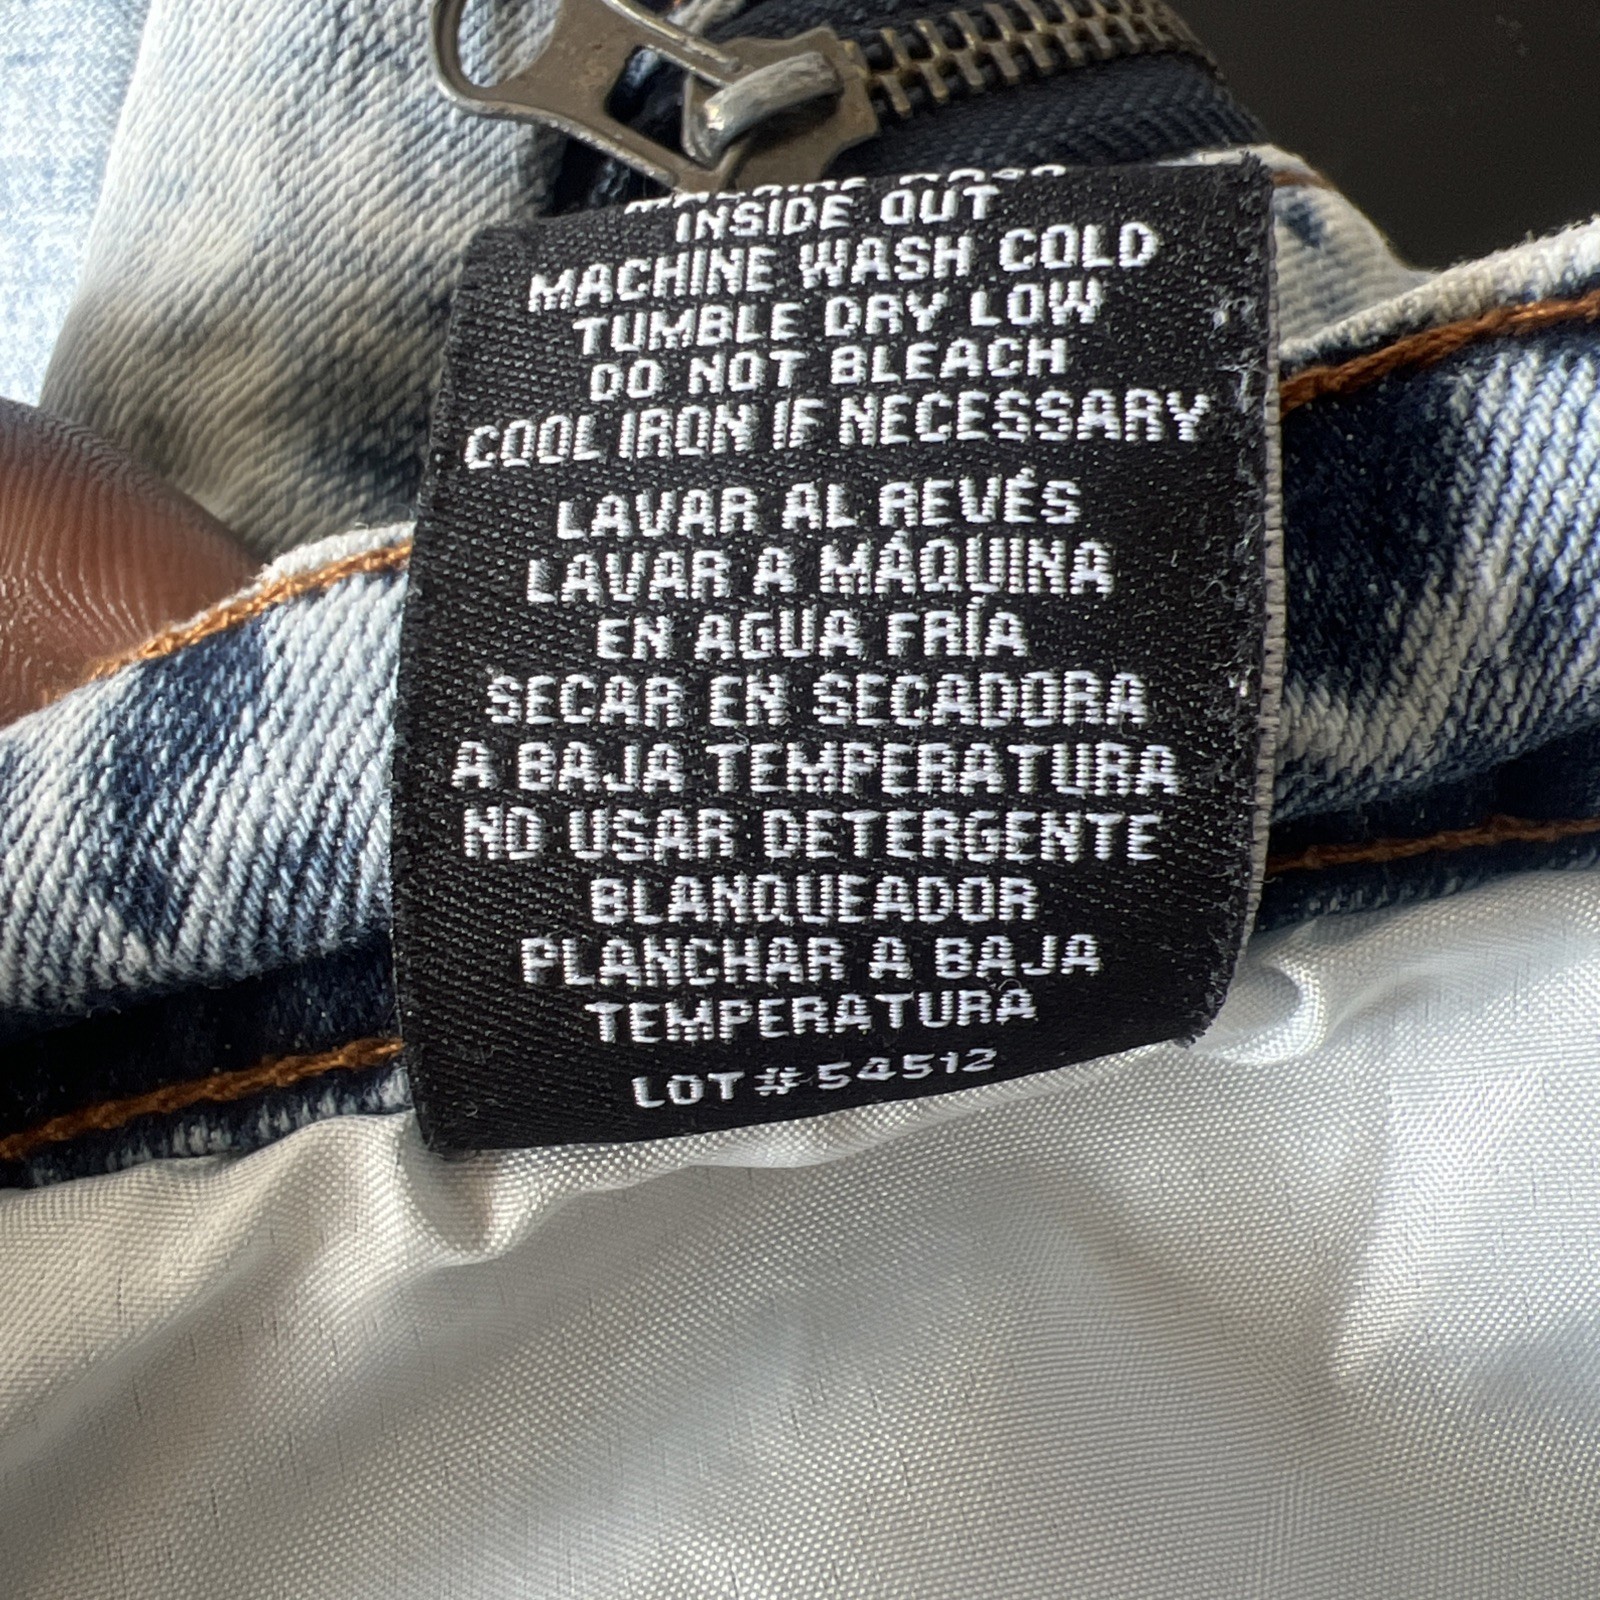 INSIDE OUT
MACHINE WASH COLD
TUMBLE DRY LOW
DO NOT BLEACH
COOL IRON IF NECESSARY
LAVAR AL REVÉS
LAVAR A MÁQUINA
EN AGUA FRÍA
SECAR EN SECADORA
A BAJA TEMPERATURA
NO USAR DETERGENTE
BLANQUEADOR
PLANCHAR A BAJA
TEMPERATURA
LOT # 54512